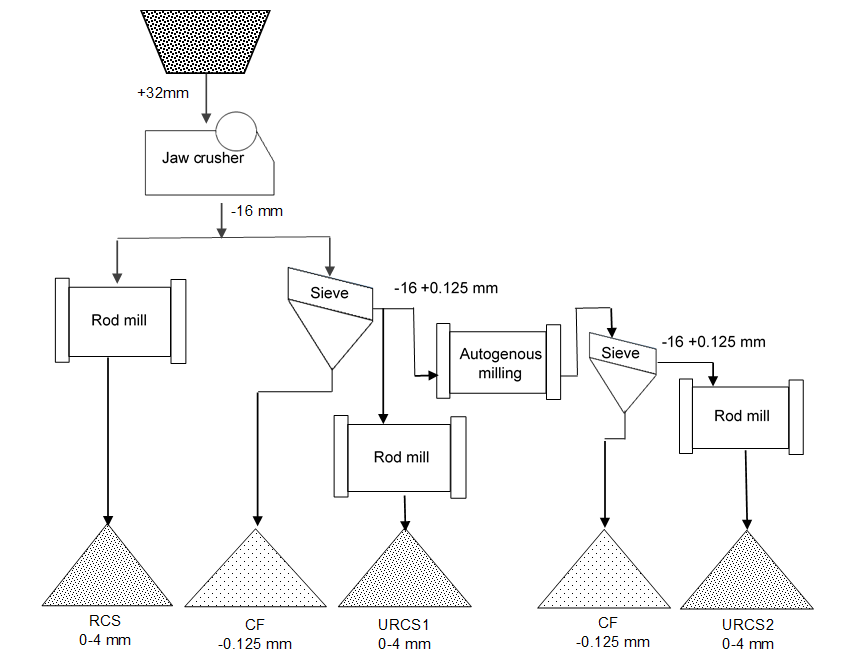 +32mm
Jaw crusher
-16 mm
Rod mill
Sieve
-16 +0.125 mm
Autogenous
milling
Sieve
-16 +0.125 mm
Rod mill
Rod mill
RCS
0-4 mm
CF
-0.125 mm
URCS1
0-4 mm
CF
-0.125 mm
URCS2
0-4 mm